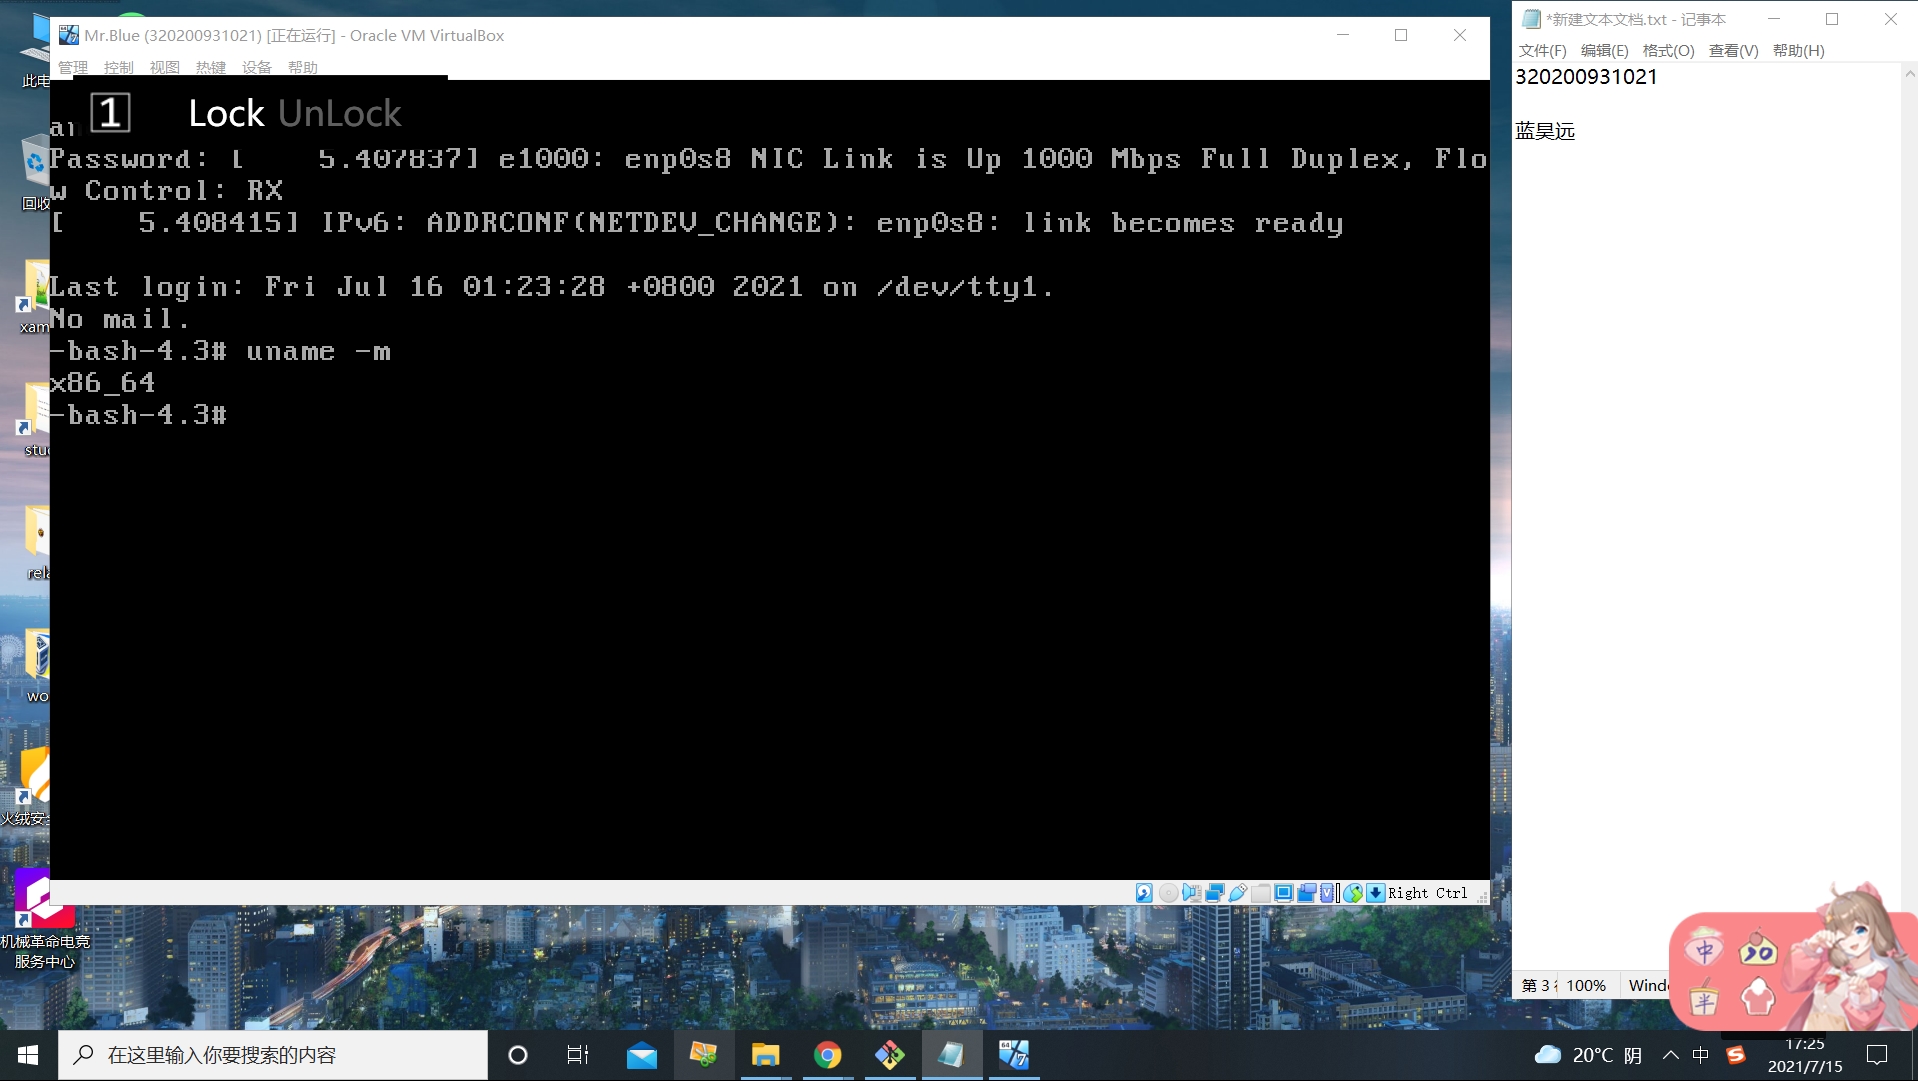 Mr.Blue (320200931021) [正在运行] - Oracle VM VirtualBox
管理 控制 视图 热键 设备 帮助
1 Lock UnLock
Password: [ 5.407837] e1000: enp0s8 NIC Link is Up 1000 Mbps Full Duplex, Flo
w Control: RX
[ 5.408415] IPv6: ADDRCONF(NETDEV_CHANGE): enp0s8: link becomes ready
Last login: Fri Jul 16 01:23:28 +0800 2021 on /dev/tty1.
No mail.
-bash-4.3# uname -m
x86_64
-bash-4.3#
Right Ctrl
*新建文本文档.txt - 记事本
文件(F) 编辑(E) 格式(O) 查看(V) 帮助(H)
320200931021
蓝昊远
第 3 100% Windo
中
半
此电
回收
xam
stu
rela
wo
火绒安
机械革命电竞
服务中心
在这里输入你要搜索的内容
64
7
20°C 阴
中
17:25
2021/7/15